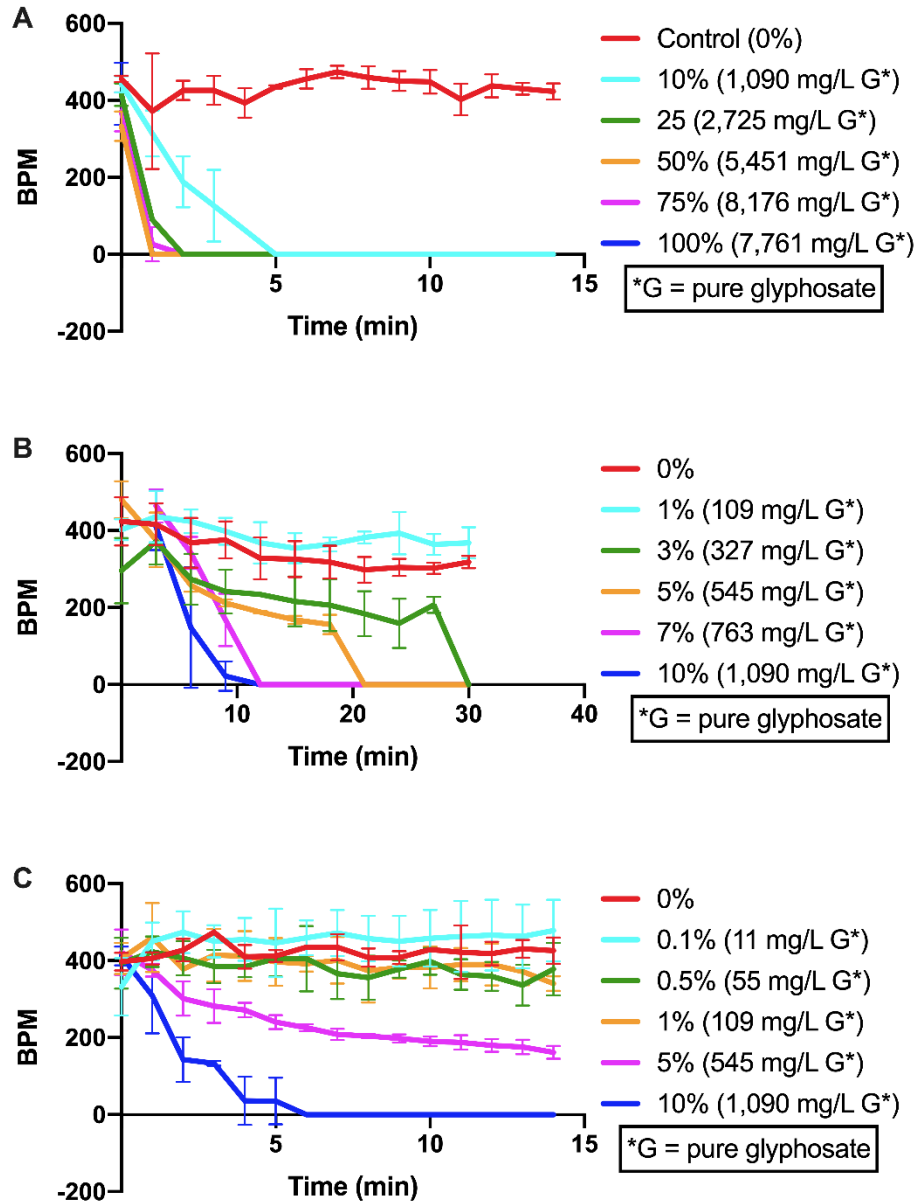 A
600
400
200
0
-200
BPM
5
10
15
Time (min)
Control (0%)
10% (1,090 mg/L G*)
25 (2,725 mg/L G*)
50% (5,451 mg/L G*)
75% (8,176 mg/L G*)
100% (7,761 mg/L G*)
*G = pure glyphosate
B
600
400
200
0
-200
BPM
10
20
30
40
Time (min)
0%
1% (109 mg/L G*)
3% (327 mg/L G*)
5% (545 mg/L G*)
7% (763 mg/L G*)
10% (1,090 mg/L G*)
*G = pure glyphosate
C
600
400
200
0
-200
BPM
5
10
15
Time (min)
0%
0.1% (11 mg/L G*)
0.5% (55 mg/L G*)
1% (109 mg/L G*)
5% (545 mg/L G*)
10% (1,090 mg/L G*)
*G = pure glyphosate